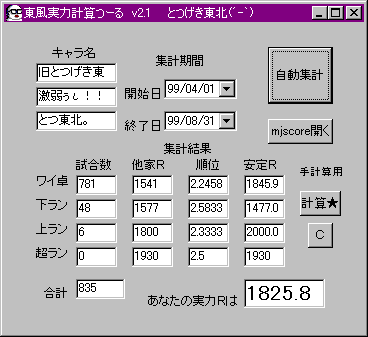 東風実力計算つーる v2.1 とつげき東北(´ｰ`)
キャラ名
旧とつげき東
激弱ぅぃ！！
とつ東北。
集計期間
開始日 99/04/01
終了日 99/08/31
自動集計
mjscore開く
集計結果
試合数 他家R 順位 安定R
手計算用
ワイ卓 781 1541 2.2458 1845.9
下ラン 48 1577 2.5833 1477.0
上ラン 6 1800 2.3333 2000.0
超ラン 0 1930 2.5 1930
計算★
C
合計 835
あなたの実力Rは 1825.8